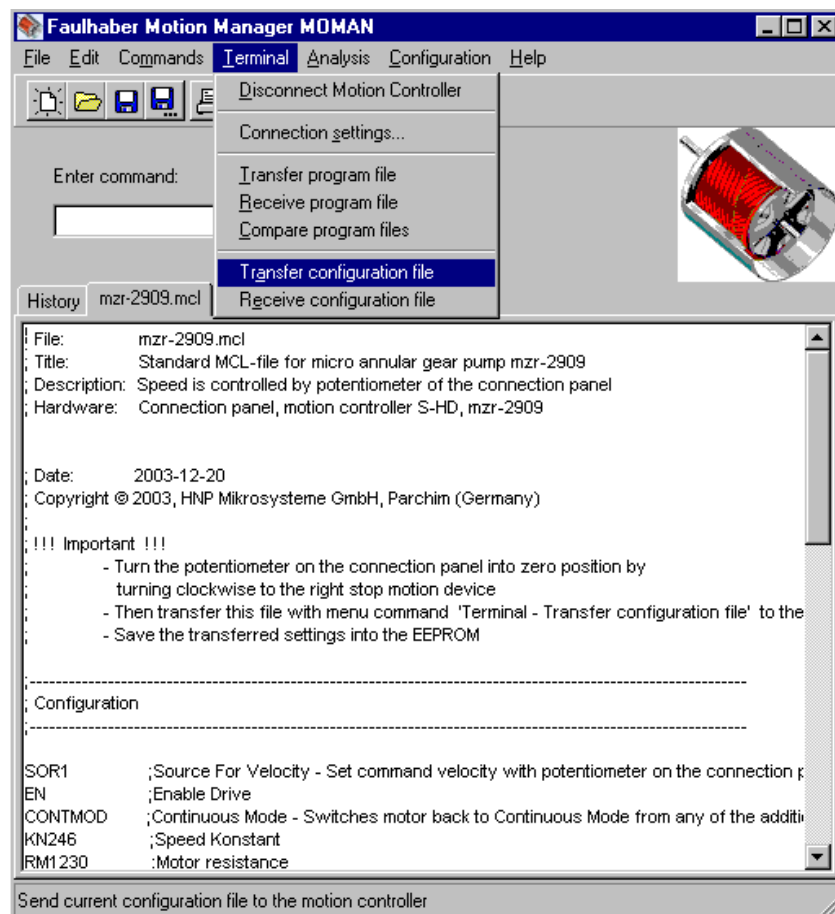 Faulhaber Motion Manager MOMAN
File Edit Commands Terminal Analysis Configuration Help
Disconnect Motion Controller
Connection settings...
Enter command:
Transfer program file
Receive program file
Compare program files
Transfer configuration file
Receive configuration file
History mzr-2909.mcl
; File: mzr-2909.mcl
; Title: Standard MCL-file for micro annular gear pump mzr-2909
; Description: Speed is controlled by potentiometer of the connection panel
; Hardware: Connection panel, motion controller S-HD, mzr-2909
; Date: 2003-12-20
; Copyright © 2003, HNP Mikrosysteme GmbH, Parchim (Germany)
;
; !!! Important !!!
; - Turn the potentiometer on the connection panel into zero position by
; turning clockwise to the right stop motion device
; - Then transfer this file with menu command 'Terminal - Transfer configuration file' to the
; - Save the transferred settings into the EEPROM
;-----------------------------------------------------------------------
; Configuration
;-----------------------------------------------------------------------
SOR1 ;Source For Velocity - Set command velocity with potentiometer on the connection
EN ;Enable Drive
CONTMOD ;Continuous Mode - Switches motor back to Continuous Mode from any of the additi
KN246 ;Speed Konstant
RM1230 :Motor resistance
Send current configuration file to the motion controller